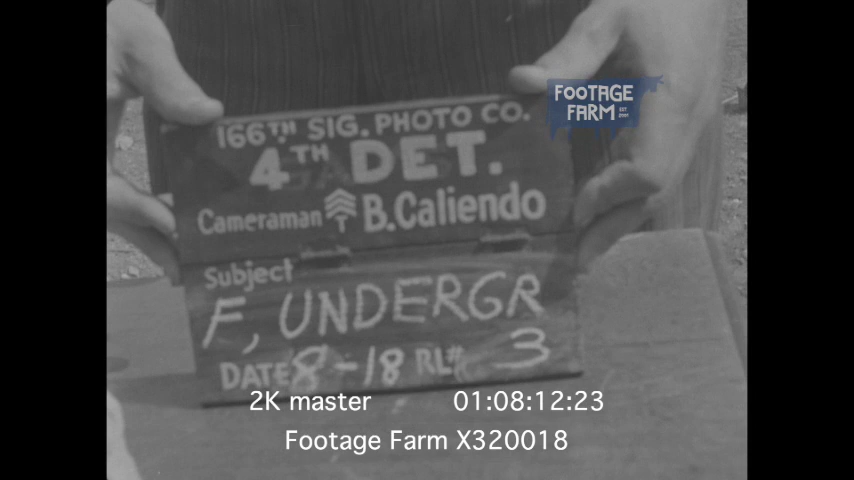 166TH SIG. PHOTO CO.
4TH DET.
Cameraman B.Caliendo
Subject
F, UNDERGR
DATE 8-18 RL# 3
FOOTAGE
FARM
2K master 01:08:12:23
Footage Farm X320018